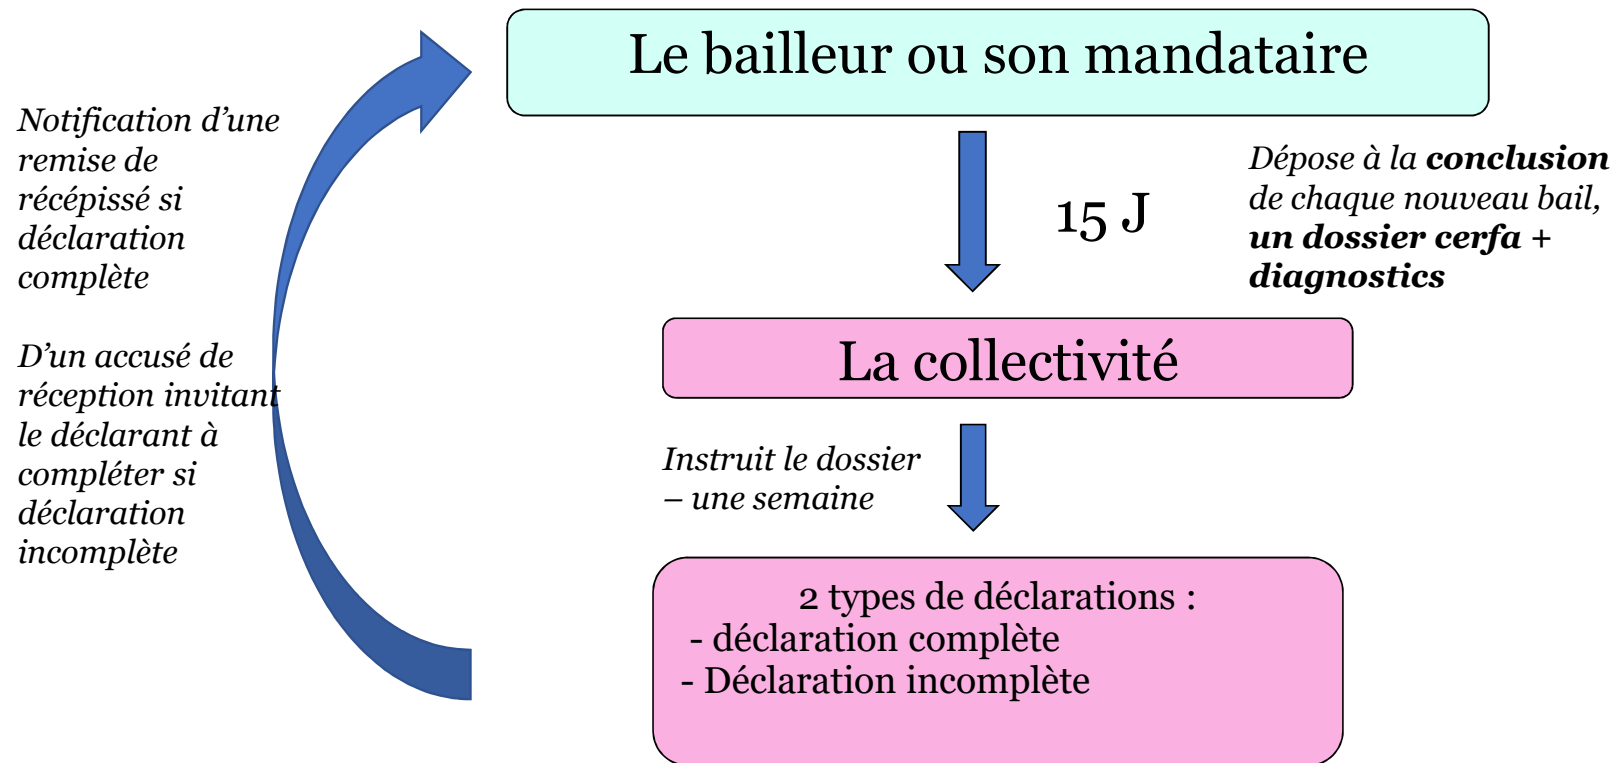 Le bailleur ou son mandataire
Notification d’une
remise de
récépissé si
déclaration
complète
D’un accusé de
réception invitant
le déclarant à
compléter si
déclaration
incomplète
15 J
Dépose à la conclusion
de chaque nouveau bail,
un dossier cerfa +
diagnostics
La collectivité
Instruit le dossier
– une semaine
2 types de déclarations :
- déclaration complète
- Déclaration incomplète